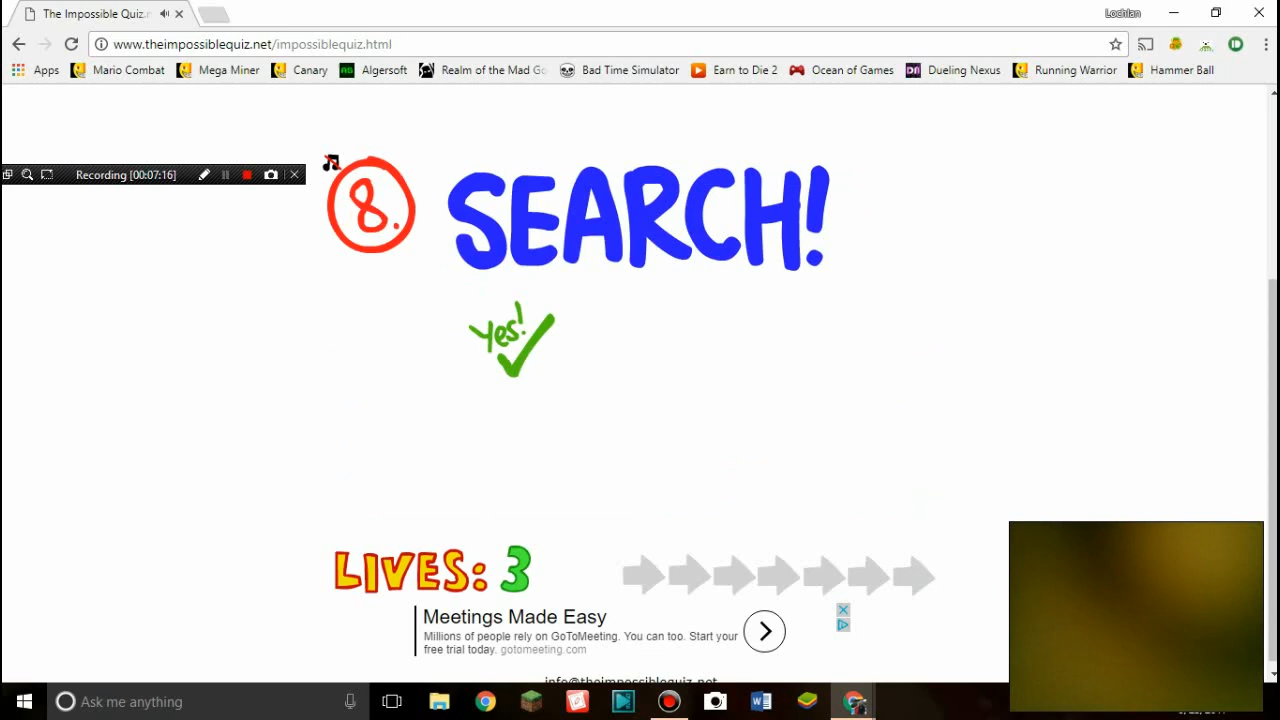 The Impossible Quiz.n
Lochlan
www.theimpossiblequiz.net/impossiblequiz.html
Apps Mario Combat Mega Miner Canary Algersoft Realm of the Mad Go Bad Time Simulator Earn to Die 2 Ocean of Games Dueling Nexus Running Warrior Hammer Ball
Recording [00:07:16]
8. SEARCH!
Yes!
LIVES: 3
Meetings Made Easy
Millions of people rely on GoToMeeting. You can too. Start your
free trial today. gotomeeting.com
info@theimpossiblequiz.net
Ask me anything